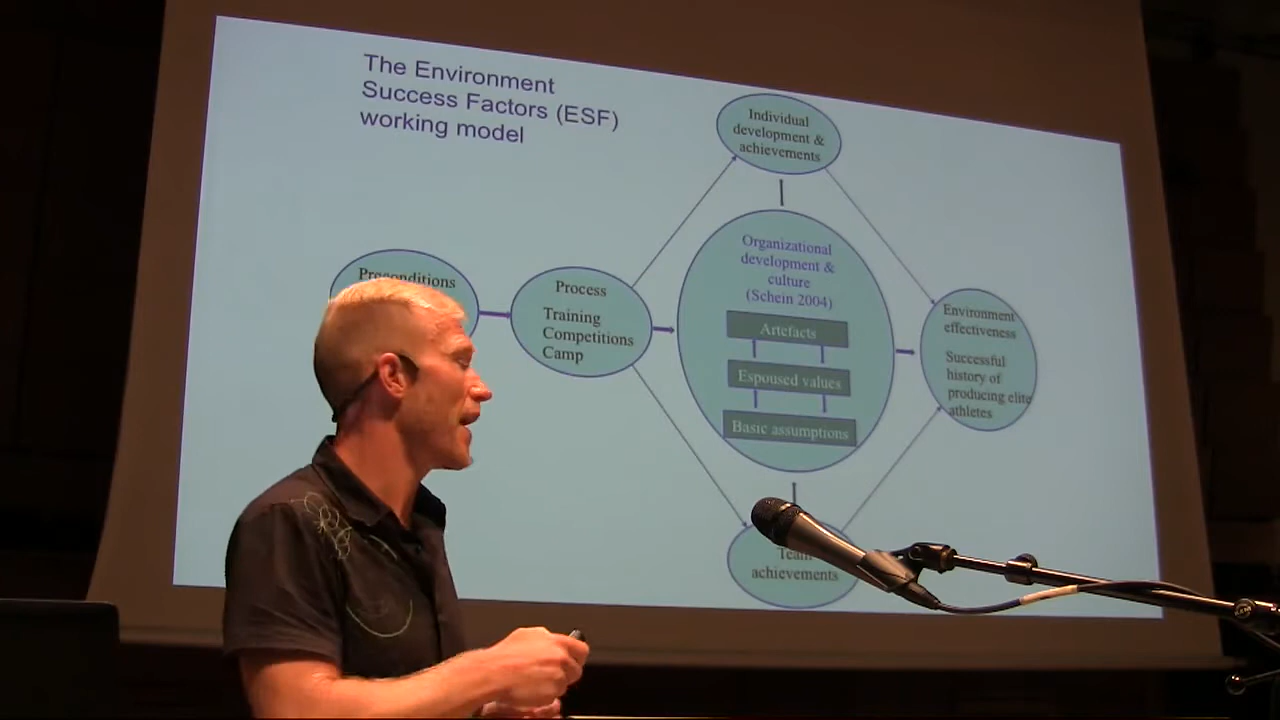 The Environment
Success Factors (ESF)
working model
Individual
development &
achievements
Preconditions
Process
Training
Competitions
Camp
Organizational
development &
culture
(Schein 2004)
Artefacts
Espoused values
Basic assumptions
Environment
effectiveness
Successful
history of
producing elite
athletes
Team
achievements